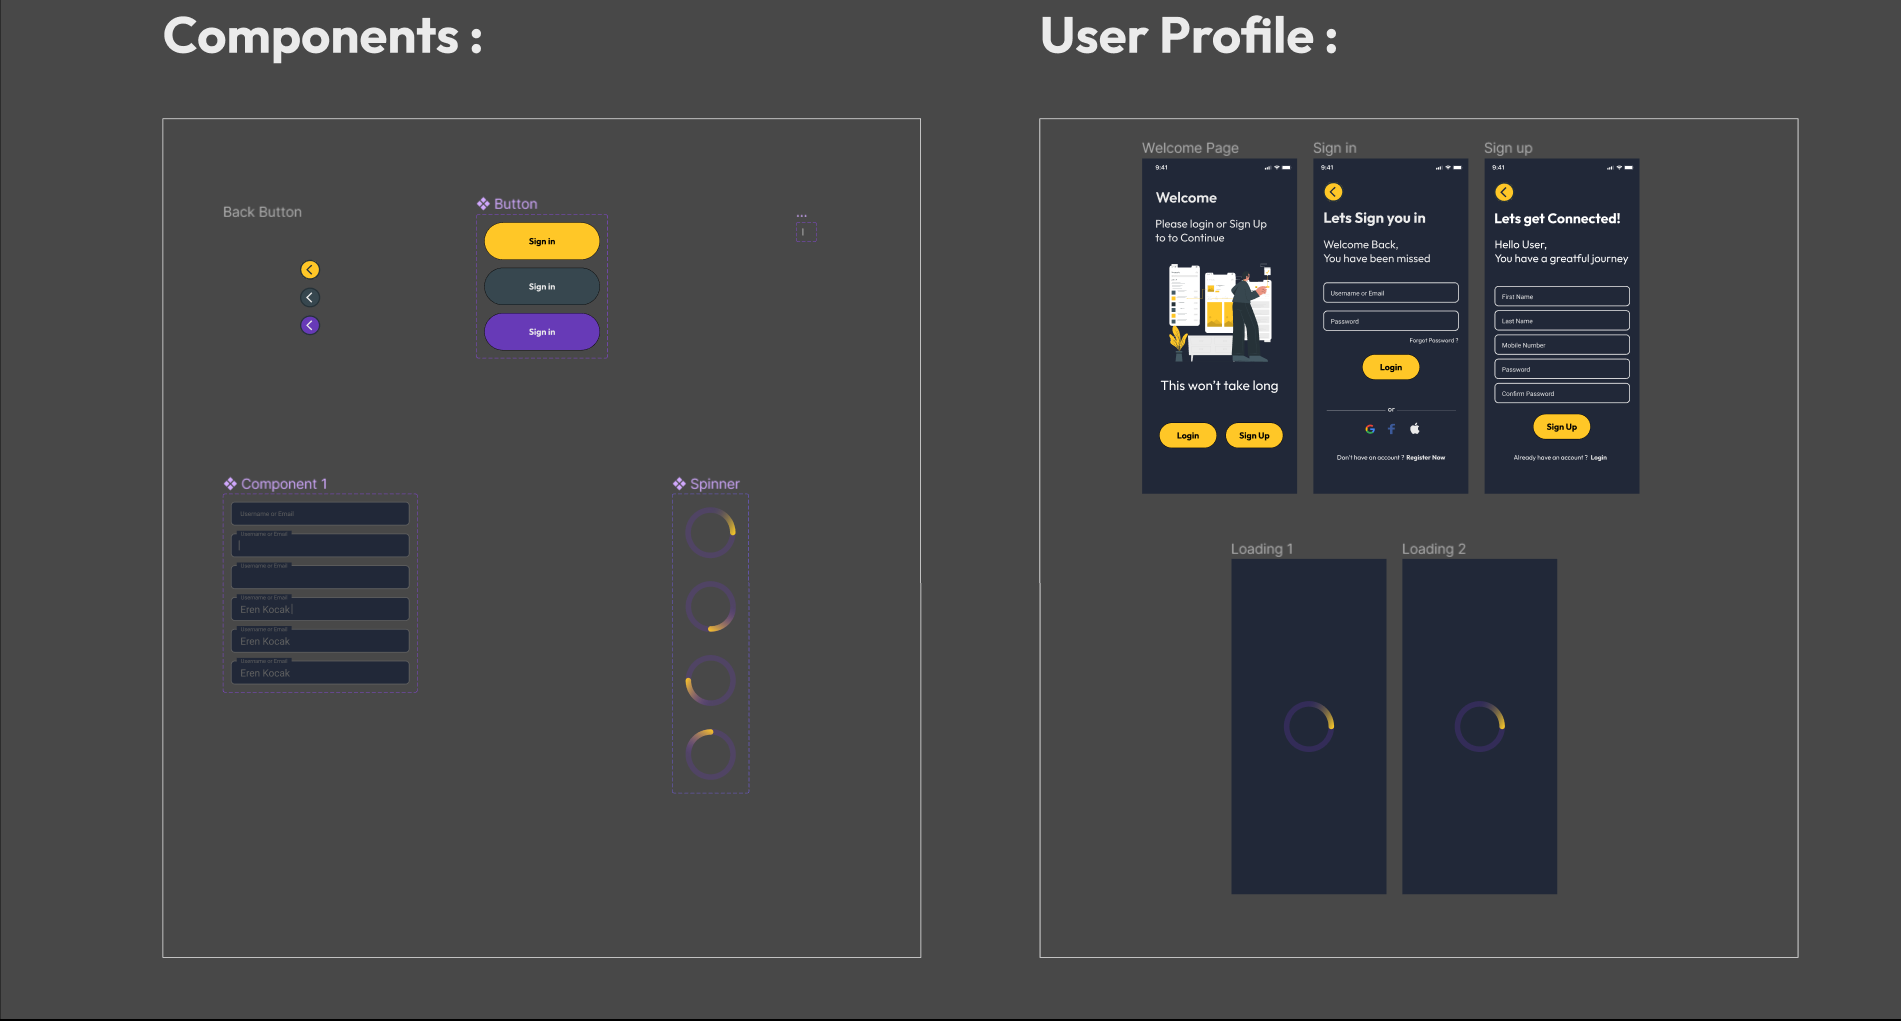 Components :
Back Button
Button
Sign in
Sign in
Sign in
...
Component 1
Username or Email
Username or Email
Username or Email
Username or Email
Eren Kocak
Username or Email
Eren Kocak
Username or Email
Eren Kocak
Spinner
User Profile :
Welcome Page
9:41
Welcome
Please login or Sign Up
to to Continue
This won't take long
Login
Sign Up
Sign in
9:41
Lets Sign you in
Welcome Back,
You have been missed
Username or Email
Password
Forgot Password ?
Login
or
Don't have an account ? Register Now
Sign up
9:41
Lets get Connected!
Hello User,
You have a greatful journey
First Name
Last Name
Mobile Number
Password
Confirm Password
Sign Up
Already have an account ? Login
Loading 1
Loading 2